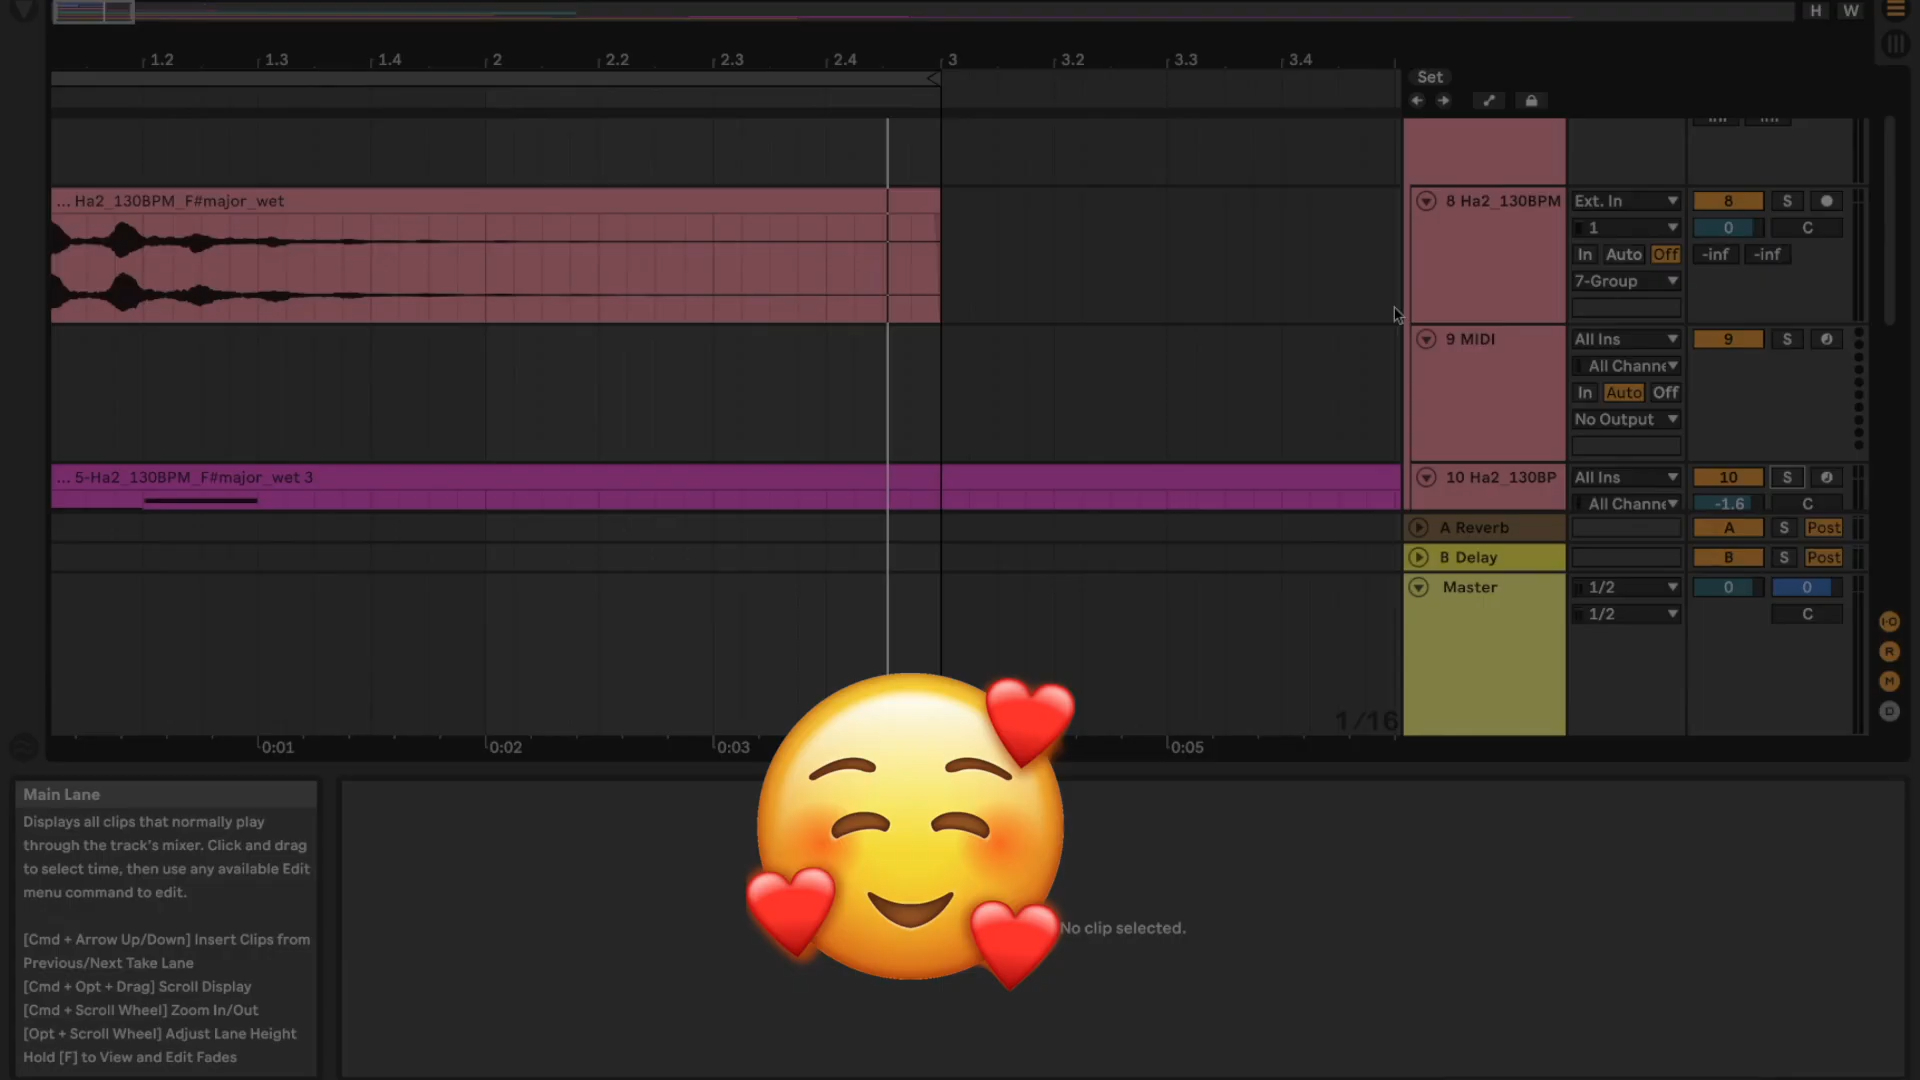 H W
1.2 1.3 1.4 2 2.2 2.3 2.4 3 3.2 3.3 3.4
Set
... Ha2_130BPM_F#major_wet
8 Ha2_130BPM Ext. In 8 S
1 0 C
In Auto Off -inf -inf
7-Group
9 MIDI All Ins 9 S
All Channe
In Auto Off
No Output
... 5-Ha2_130BPM_F#major_wet 3
10 Ha2_130BP All Ins 10 S
All Channe -1.6 C
A Reverb A S Post
B Delay B S Post
Master 1/2 0 0
1/2 C
I·O
R
M
D
1/16
0:01 0:02 0:03 0:05
Main Lane
Displays all clips that normally play
through the track's mixer. Click and drag
to select time, then use any available Edit
menu command to edit.
[Cmd + Arrow Up/Down] Insert Clips from
Previous/Next Take Lane
[Cmd + Opt + Drag] Scroll Display
[Cmd + Scroll Wheel] Zoom In/Out
[Opt + Scroll Wheel] Adjust Lane Height
Hold [F] to View and Edit Fades
No clip selected.